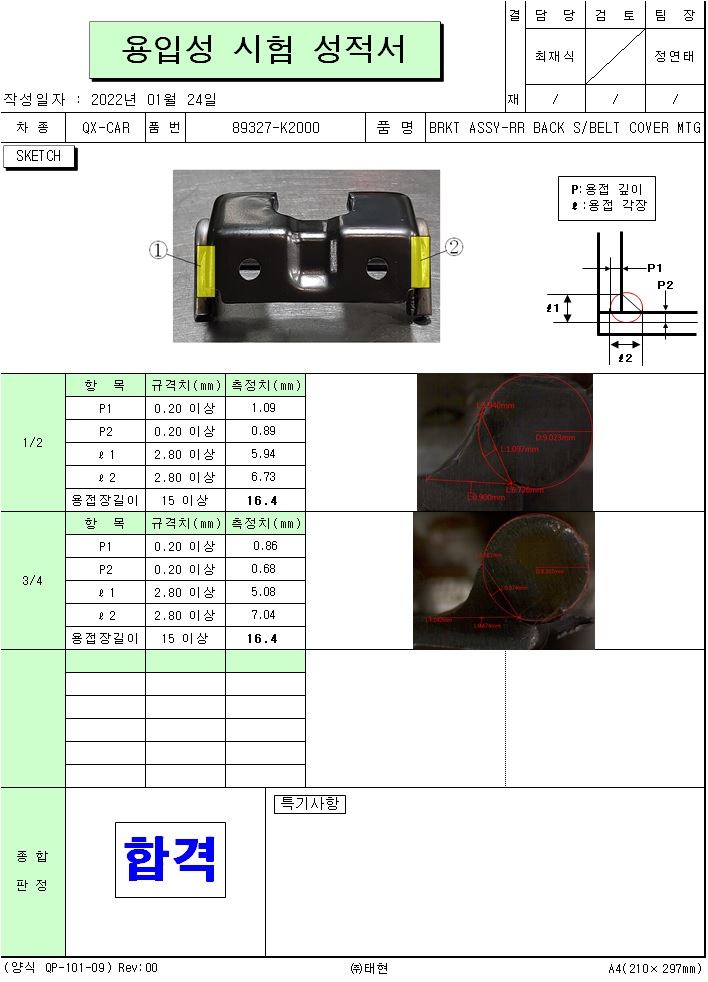 용입성 시험 성적서
결 담 당 검 토 팀 장
최재식 정연태
재 / / /
작성일자 : 2022년 01월 24일
차 종 QX-CAR 품 번 89327-K2000 품 명 BRKT ASSY-RR BACK S/BELT COVER MTG
SKETCH
P:용접 깊이
ℓ:용접 각장
① ②
P1
P2
ℓ1
ℓ2
1/2
항 목 규격치(mm) 측정치(mm)
P1 0.20 이상 1.09
P2 0.20 이상 0.89
ℓ1 2.80 이상 5.94
ℓ2 2.80 이상 6.73
용접장길이 15 이상 16.4
D:9.023mm
L:1.097mm
L:0.900mm
3/4
항 목 규격치(mm) 측정치(mm)
P1 0.20 이상 0.86
P2 0.20 이상 0.68
ℓ1 2.80 이상 5.08
ℓ2 2.80 이상 7.04
용접장길이 15 이상 16.4
종 합
판 정
합격
특기사항
(양식 QP-101-09) Rev:00 ㈜태현 A4(210×297mm)